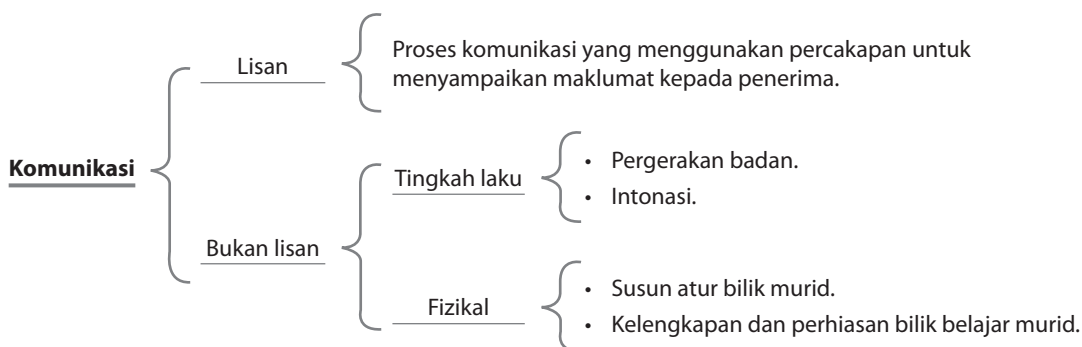 Lisan
Proses komunikasi yang menggunakan percakapan untuk
menyampaikan maklumat kepada penerima.
Komunikasi
Bukan lisan
Tingkah laku
• Pergerakan badan.
• Intonasi.
Fizikal
• Susun atur bilik murid.
• Kelengkapan dan perhiasan bilik belajar murid.